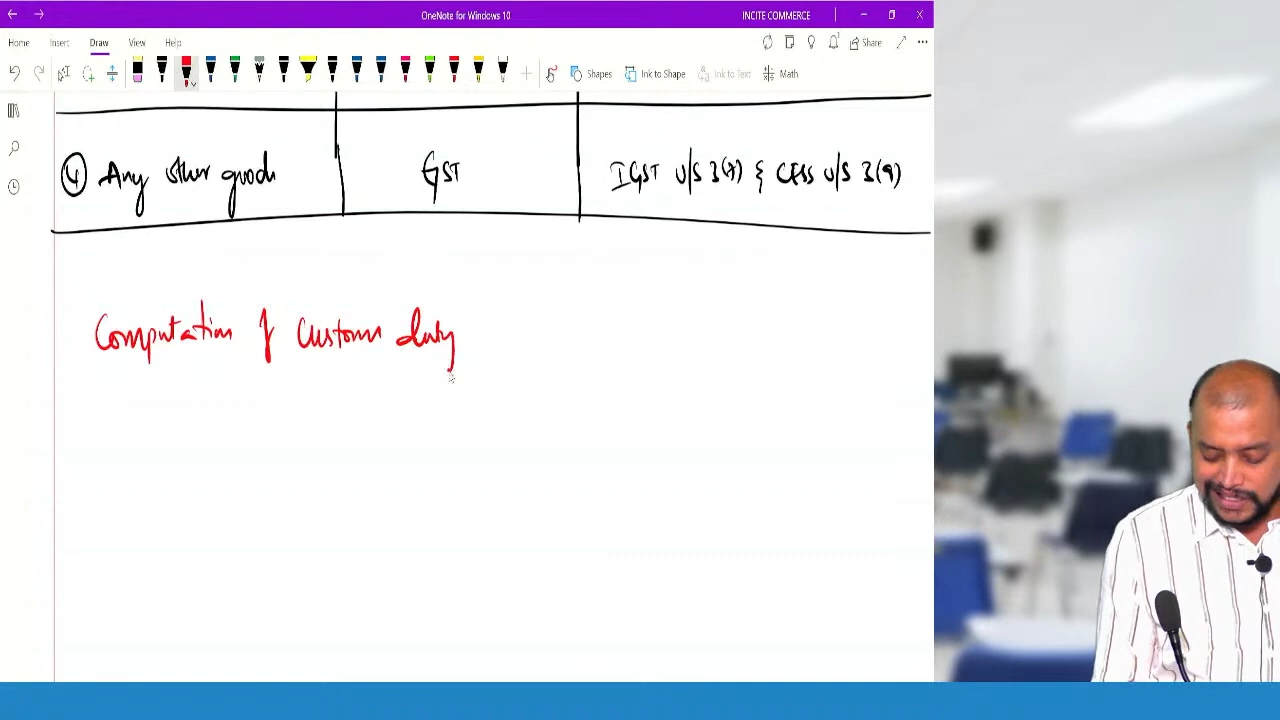 OneNote for Windows 10
INCITE COMMERCE
Home Insert Draw View Help
Share
Shapes Ink to Shape Ink to Text Math
4 Any other goods GST IGST U/S 3(7) & CESS U/S 3(9)
Computation of Customs duty